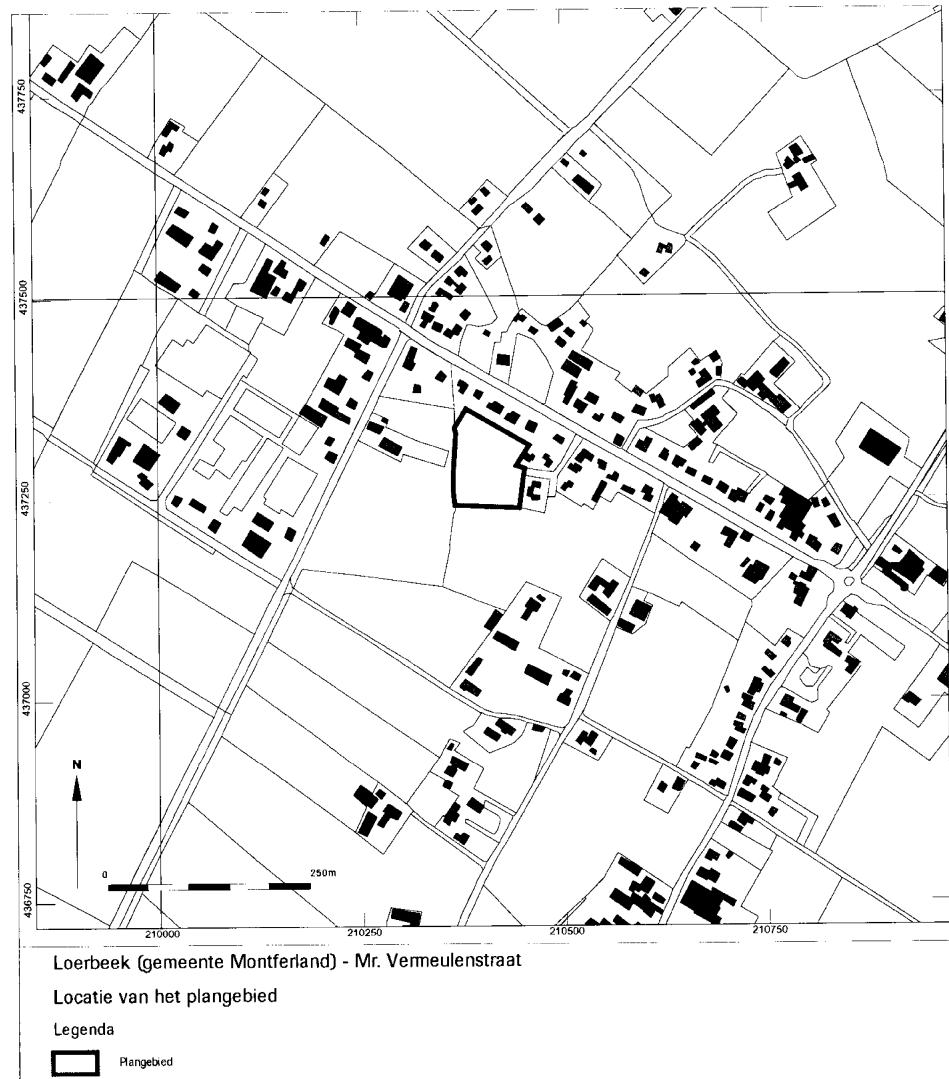 437750
437500
437250
437000
436750
N
0 250m
210000 210250 210500 210750
Loerbeek (gemeente Montferland) - Mr. Vermeulenstraat
Locatie van het plangebied
Legenda
Plangebied